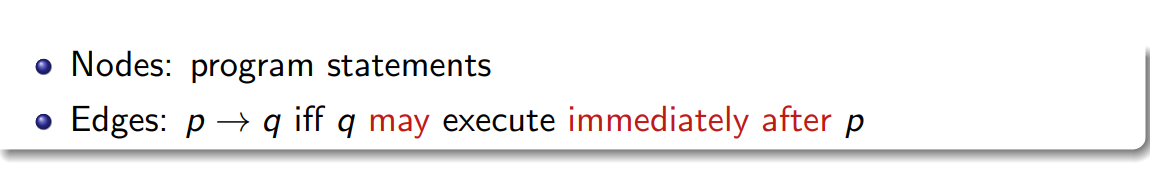 Nodes: program statements
Edges: p → q iff q may execute immediately after p